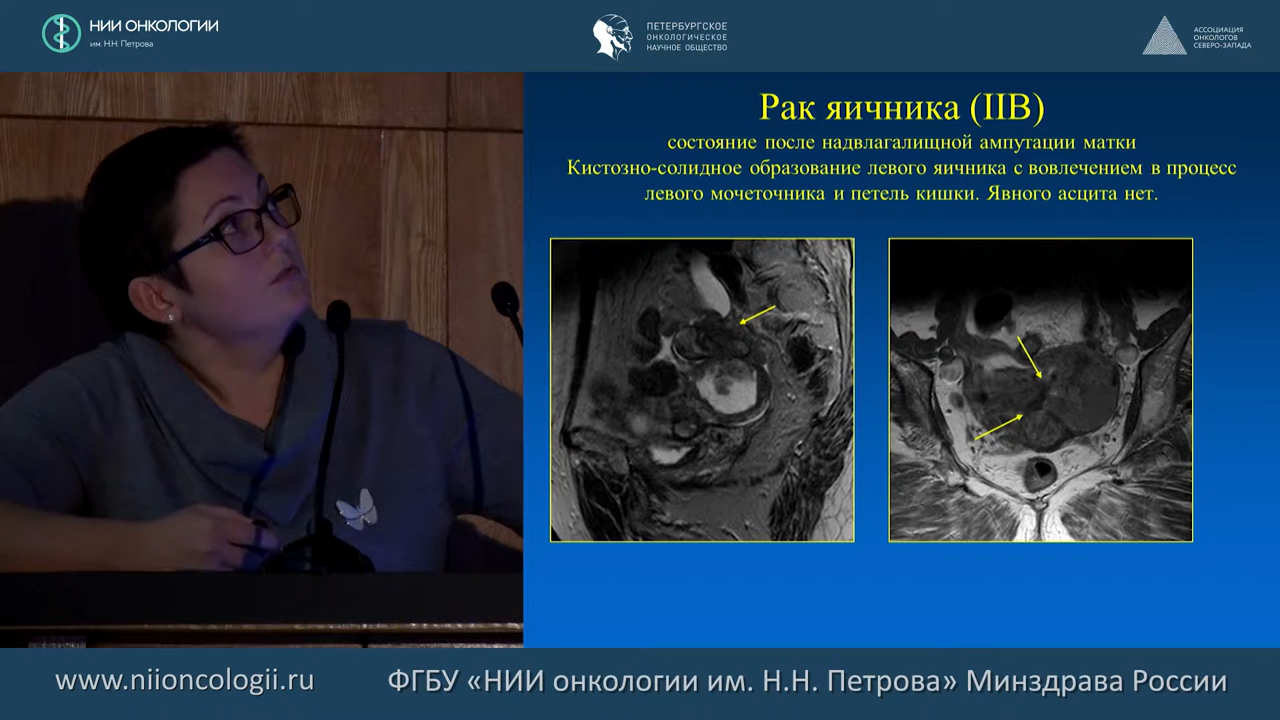 НИИ ОНКОЛОГИИ
им. Н.Н. Петрова
ПЕТЕРБУРГСКОЕ
ОНКОЛОГИЧЕСКОЕ
НАУЧНОЕ ОБЩЕСТВО
АССОЦИАЦИЯ
ОНКОЛОГОВ
СЕВЕРО-ЗАПАДА
Рак яичника (IIB)
состояние после надвлагалищной ампутации матки
Кистозно-солидное образование левого яичника с вовлечением в процесс
левого мочеточника и петель кишки. Явного асцита нет.
www.niioncologii.ru
ФГБУ «НИИ онкологии им. Н.Н. Петрова» Минздрава России